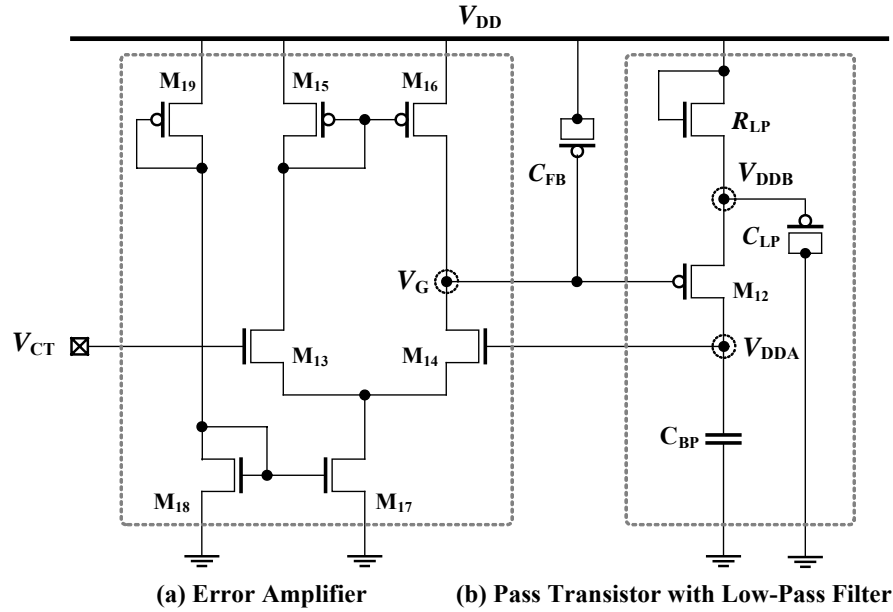 VDD
M19
M15
M16
RLP
CFB
VDDB
CLP
VG
M12
VCT
M13
M14
VDDA
CBP
M18
M17
(a) Error Amplifier
(b) Pass Transistor with Low-Pass Filter